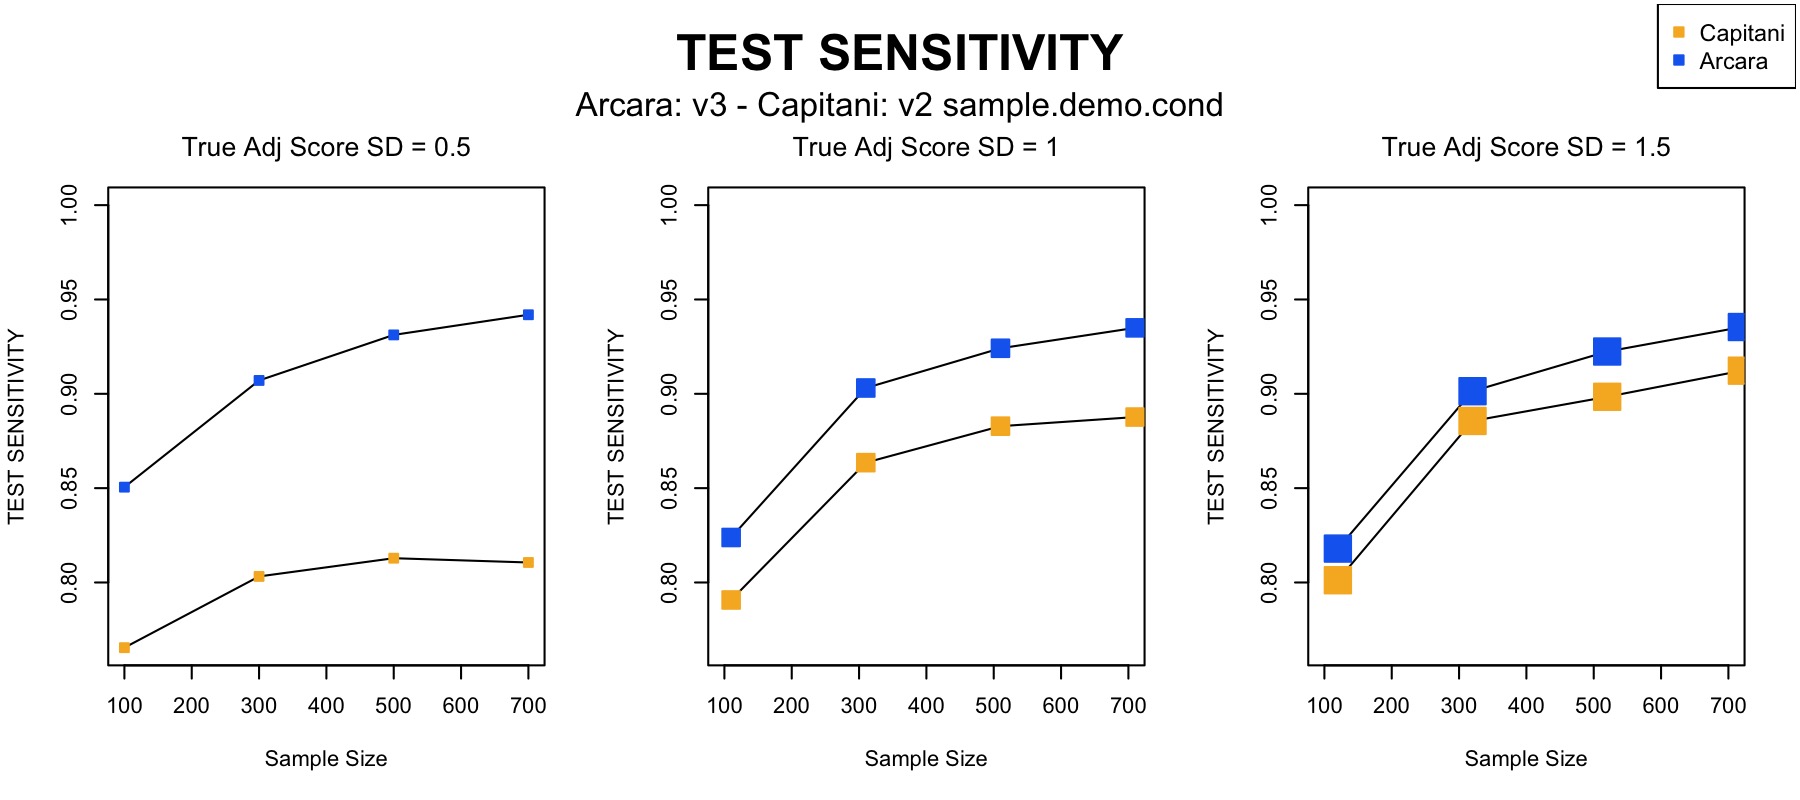 TEST SENSITIVITY
Arcara: v3 - Capitani: v2 sample.demo.cond
Capitani
Arcara
True Adj Score SD = 0.5
TEST SENSITIVITY
1.00
0.95
0.90
0.85
0.80
100 200 300 400 500 600 700
Sample Size
True Adj Score SD = 1
TEST SENSITIVITY
1.00
0.95
0.90
0.85
0.80
100 200 300 400 500 600 700
Sample Size
True Adj Score SD = 1.5
TEST SENSITIVITY
1.00
0.95
0.90
0.85
0.80
100 200 300 400 500 600 700
Sample Size